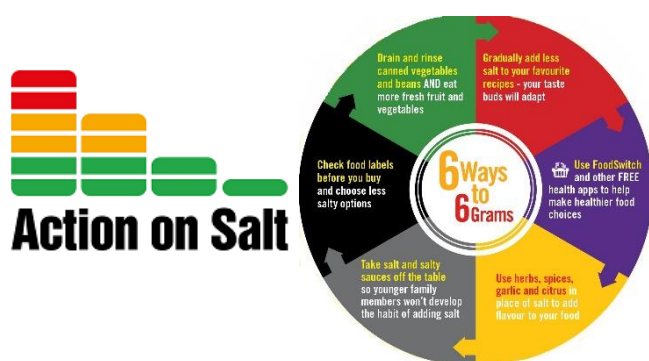 Action on Salt
Drain and rinse
canned vegetables
and beans AND eat
more fresh fruit and
vegetables
Gradually add less
salt to your favourite
recipes - your taste
buds will adapt
Check food labels
before you buy
and choose less
salty options
6 Ways
to
6 Grams
Use FoodSwitch
and other FREE
health apps to help
make healthier food
choices
Take salt and salty
sauces off the table
so younger family
members won't develop
the habit of adding salt
Use herbs, spices,
garlic and citrus in
place of salt to add
flavour to your food